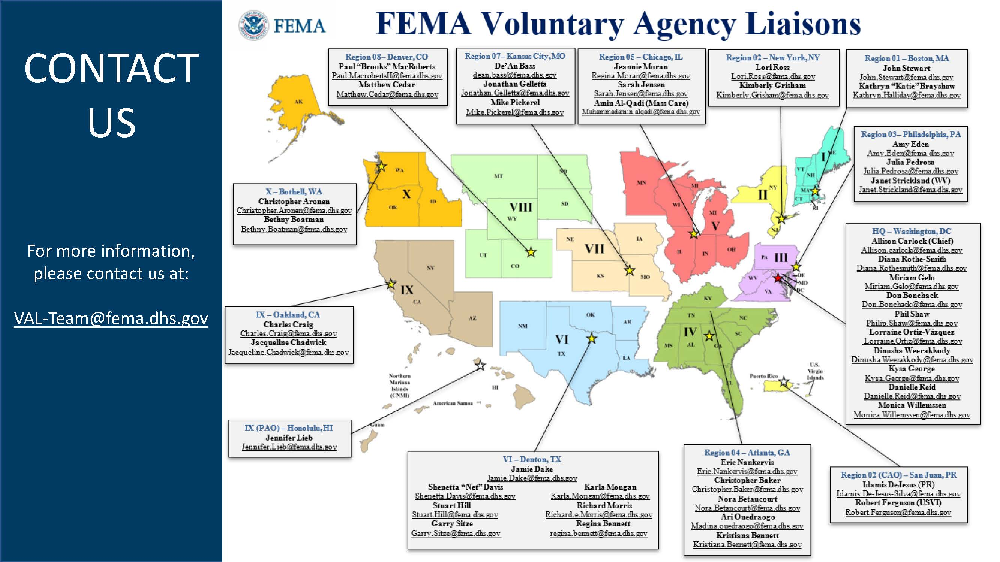 CONTACT
US
For more information,
please contact us at:
VAL-Team@fema.dhs.gov
FEMA
FEMA Voluntary Agency Liaisons
Region 08– Denver, CO
Paul “Brooks” MacRoberts
Paul.MacrobertsII@fema.dhs.gov
Matthew Cedar
Matthew.Cedar@fema.dhs.gov
Region 07– Kansas City, MO
De’An Bass
dean.bass@fema.dhs.gov
Jonathan Gelletta
Jonathan.Gelletta@fema.dhs.gov
Mike Pickerel
Mike.Pickerel@fema.dhs.gov
Region 05 – Chicago, IL
Jeannie Moran
Regina.Moran@fema.dhs.gov
Sarah Jensen
Sarah.Jensen@fema.dhs.gov
Amin Al-Qadi (Mass Care)
Muhammadamin.alqadi@fema.dhs.gov
Region 02 – New York, NY
Lori Ross
Lori.Ross@fema.dhs.gov
Kimberly Grisham
Kimberly.Grisham@fema.dhs.gov
Region 01 – Boston, MA
John Stewart
John.Stewart@fema.dhs.gov
Kathryn “Katie” Brayshaw
Kathryn.Halliday@fema.dhs.gov
Region 03– Philadelphia, PA
Amy Eden
Amy.Eden@fema.dhs.gov
Julia Pedrosa
Julia.Pedrosa@fema.dhs.gov
Janet Strickland (WV)
Janet.Strickland@fema.dhs.gov
X – Bothell, WA
Christopher Aronen
Christopher.Aronen@fema.dhs.gov
Bethny Boatman
Bethny.Boatman@fema.dhs.gov
HQ – Washington, DC
Allison Carlock (Chief)
Allison.carlock@fema.dhs.gov
Diana Rothe-Smith
Diana.Rothesmith@fema.dhs.gov
Miriam Gelo
Miriam.Gelo@fema.dhs.gov
Don Bonchack
Don.Bonchack@fema.dhs.gov
Phil Shaw
Philip.Shaw@fema.dhs.gov
Lorraine Ortiz-Vázquez
Lorraine.Ortiz@fema.dhs.gov
Dinusha Weerakkody
Dinusha.Weerakkody@fema.dhs.gov
Kysa George
Kysa.George@fema.dhs.gov
Danielle Reid
Danielle.Reid@fema.dhs.gov
Monica Willemssen
Monica.Willemssen@fema.dhs.gov
IX – Oakland, CA
Charles Craig
Charles.Craig@fema.dhs.gov
Jacqueline Chadwick
Jacqueline.Chadwick@fema.dhs.gov
IX (PAO) – Honolulu, HI
Jennifer Lieb
Jennifer.Lieb@fema.dhs.gov
VI – Denton, TX
Jamie Dake
Jamie.Dake@fema.dhs.gov
Shenetta “Net” Davis
Shenetta.Davis@fema.dhs.gov
Stuart Hill
Stuart.Hill@fema.dhs.gov
Garry Sitze
Garry.Sitze@fema.dhs.gov
Karla Mongan
Karla.Mongan@fema.dhs.gov
Richard Morris
Richard.e.Morris@fema.dhs.gov
Regina Bennett
regina.bennett@fema.dhs.gov
Region 04 – Atlanta, GA
Eric Nankervis
Eric.Nankervis@fema.dhs.gov
Christopher Baker
Christopher.Baker@fema.dhs.gov
Nora Betancourt
Nora.Betancourt@fema.dhs.gov
Ari Ouedraogo
Madina.ouedraogo@fema.dhs.gov
Kristiana Bennett
Kristiana.Bennett@fema.dhs.gov
Region 02 (CAO) – San Juan, PR
Idamis DeJesus (PR)
Idamis.De-Jesus-Silva@fema.dhs.gov
Robert Ferguson (USVI)
Robert.Ferguson@fema.dhs.gov
AK
WA
X
OR
ID
MT
ND
VIII
SD
WY
UT
CO
MN
WI
MI
MI
V
IL
IN
OH
NY
II
NJ
I
ME
VT
NH
MA
CT
RI
NE
IA
VII
KS
MO
PA
III
WV
VA
DE
MD
DC
NV
IX
CA
AZ
NM
OK
AR
VI
TX
LA
KY
TN
NC
IV
SC
MS
AL
GA
FL
Northern
Mariana
Islands
(CNMI)
HI
American Samoa
Guam
Puerto Rico
U.S.
Virgin
Islands